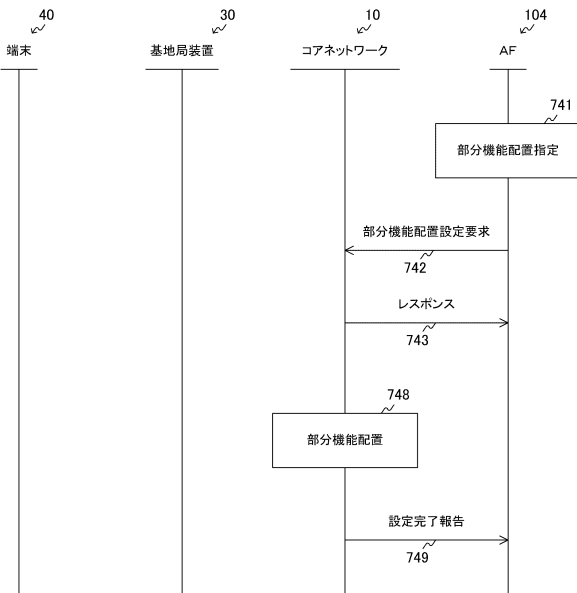 40
30
10
104
端末
基地局装置
コアネットワーク
AF
741
部分機能配置指定
部分機能配置設定要求
742
レスポンス
743
748
部分機能配置
設定完了報告
749